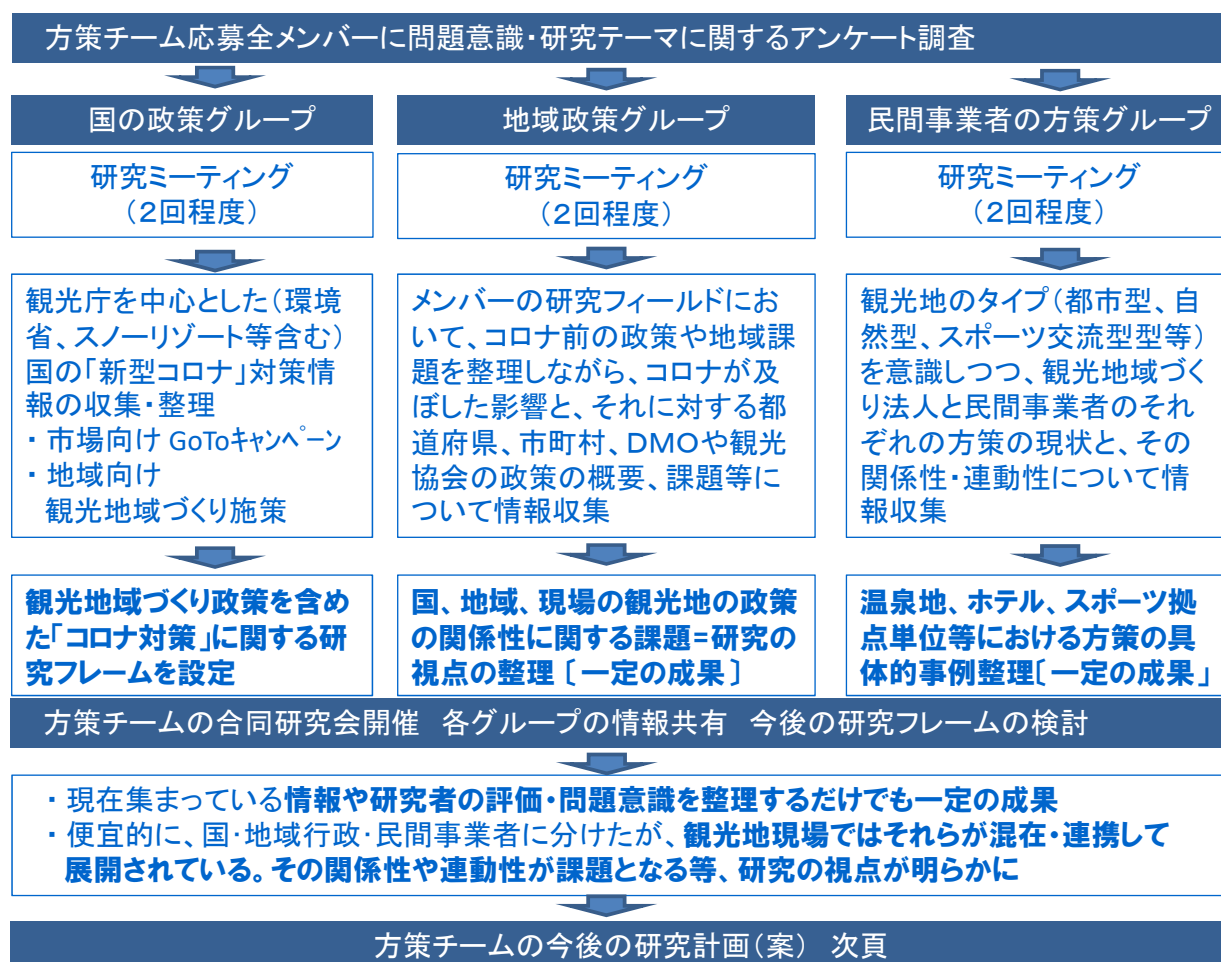 方策チーム応募全メンバーに問題意識・研究テーマに関するアンケート調査
国の政策グループ
研究ミーティング
（２回程度）
観光庁を中心とした（環境
省、スノーリゾート等含む）
国の「新型コロナ」対策情
報の収集・整理
・市場向け GoToキャンペーン
・地域向け
観光地域づくり施策
観光地域づくり政策を含め
た「コロナ対策」に関する研
究フレームを設定
地域政策グループ
研究ミーティング
（２回程度）
メンバーの研究フィールドにお
いて、コロナ前の政策や地域課
題を整理しながら、コロナが及
ぼした影響と、それに対する都
道府県、市町村、ＤＭＯや観光
協会の政策の概要、課題等に
ついて情報収集
国、地域、現場の観光地の政策
の関係性に関する課題=研究の
視点の整理〔一定の成果〕
民間事業者の方策グループ
研究ミーティング
（２回程度）
観光地のタイプ（都市型、自
然型、スポーツ交流型型等）
を意識しつつ、観光地域づく
り法人と民間事業者のそれ
ぞれの方策の現状と、その
関係性・連動性について情
報収集
温泉地、ホテル、スポーツ拠
点単位等における方策の具
体的事例整理〔一定の成果」
方策チームの合同研究会開催　各グループの情報共有　今後の研究フレームの検討
・現在集まっている情報や研究者の評価・問題意識を整理するだけでも一定の成果
・便宜的に、国・地域行政・民間事業者に分けたが、観光地現場ではそれらが混在・連携して
展開されている。その関係性や連動性が課題となる等、研究の視点が明らかに
方策チームの今後の研究計画（案）　次頁